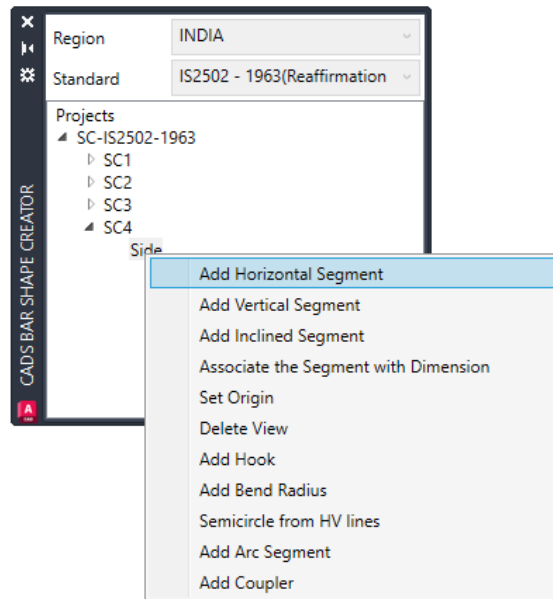 Region INDIA
Standard IS2502 - 1963(Reaffirmation
Projects
SC-IS2502-1963
SC1
SC2
SC3
SC4
Side
Add Horizontal Segment
Add Vertical Segment
Add Inclined Segment
Associate the Segment with Dimension
Set Origin
Delete View
Add Hook
Add Bend Radius
Semicircle from HV lines
Add Arc Segment
Add Coupler
CADS BAR SHAPE CREATOR
A
CAD